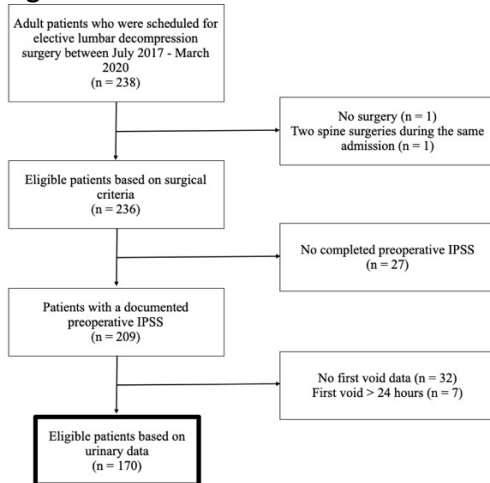 Adult patients who were scheduled for
elective lumbar decompression
surgery between July 2017 - March
2020
(n = 238)
No surgery (n = 1)
Two spine surgeries during the same
admission (n = 1)
Eligible patients based on surgical
criteria
(n = 236)
No completed preoperative IPSS
(n = 27)
Patients with a documented
preoperative IPSS
(n = 209)
No first void data (n = 32)
First void > 24 hours (n = 7)
Eligible patients based on
urinary data
(n = 170)